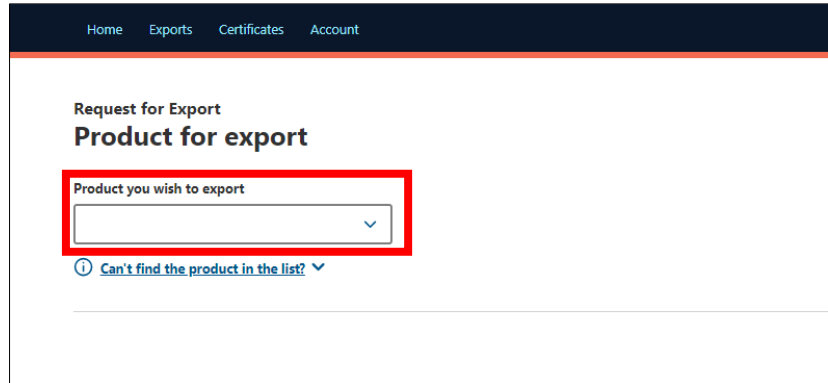 Home Exports Certificates Account
Request for Export
Product for export
Product you wish to export
Can't find the product in the list?